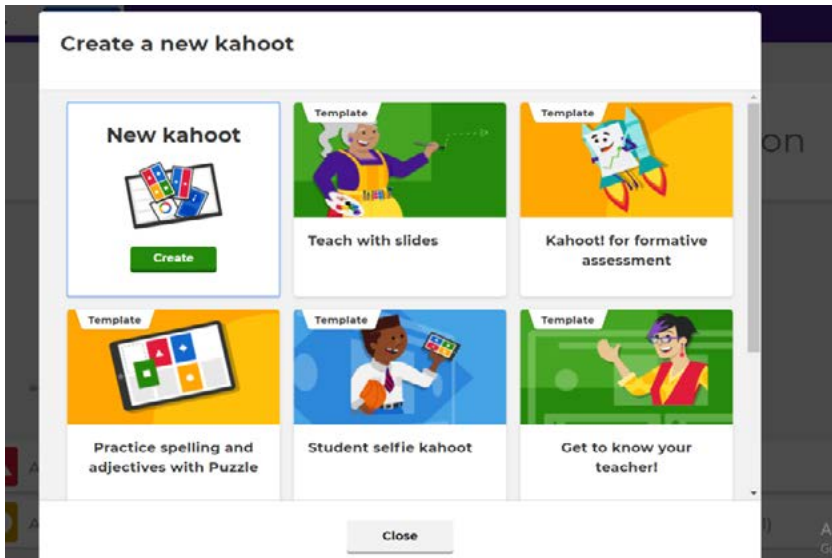 Create a new kahoot
New kahoot
Create
Template
Teach with slides
Template
Kahoot! for formative
assessment
Template
Practice spelling and
adjectives with Puzzle
Template
Student selfie kahoot
Template
Get to know your
teacher!
Close
on